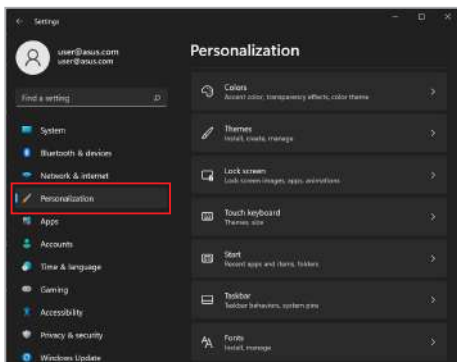 Settings
user@asus.com
user@asus.com
Find a setting
System
Bluetooth & devices
Network & internet
Personalization
Apps
Accounts
Time & language
Gaming
Accessibility
Privacy & security
Windows Update
Personalization
Colors
Accent color, transparency effects, color theme
Themes
Install, create, manage
Lock screen
Lock screen images, apps, animations
Touch keyboard
Themes, size
Start
Recent apps and items, folders
Taskbar
Taskbar behaviors, system pins
Fonts
Install, manage